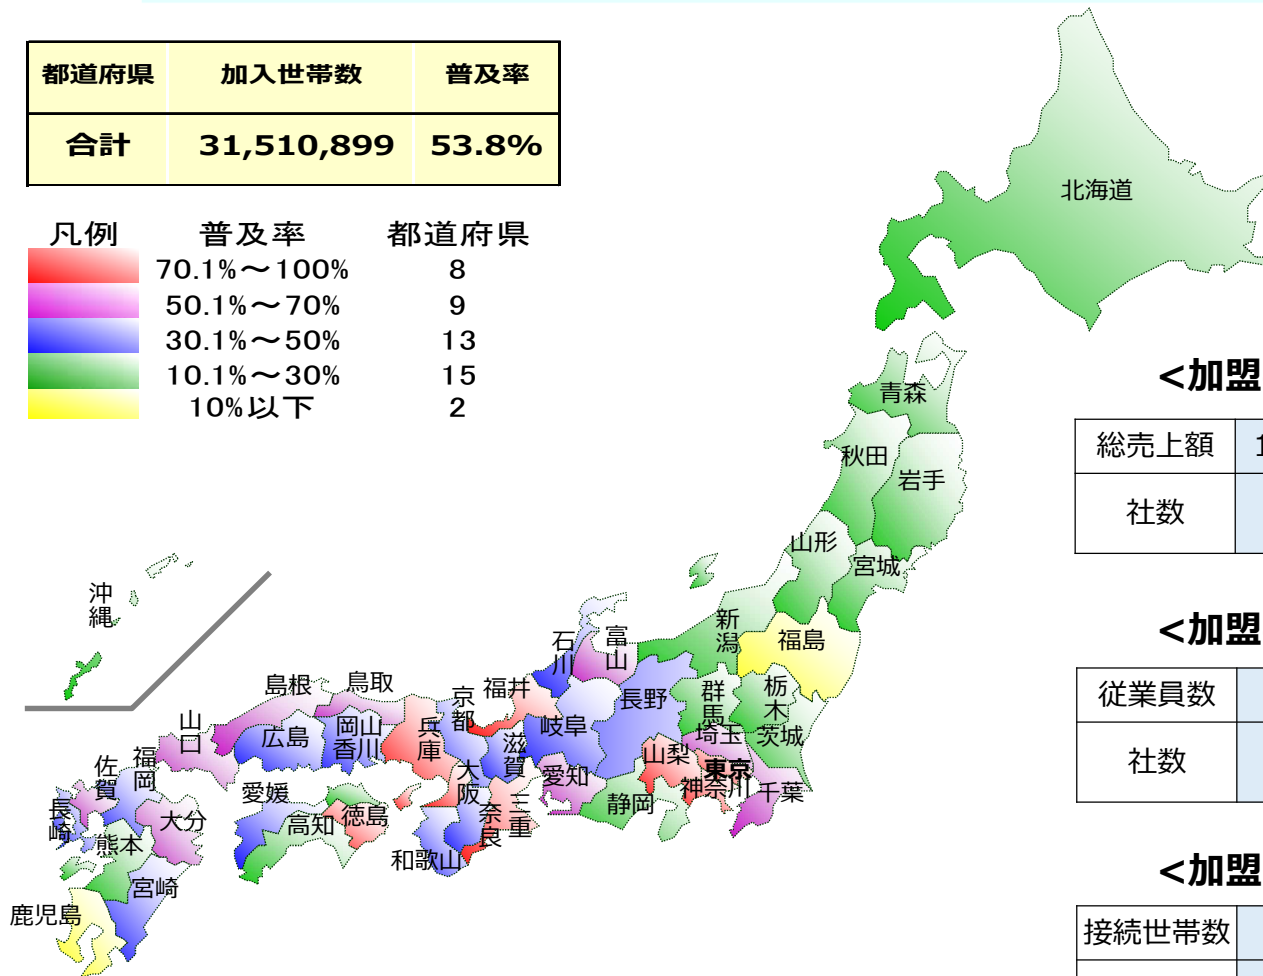 都道府県 加入世帯数 普及率
合計 31,510,899 53.8%
凡例 普及率 都道府県
70.1%～100% 8
50.1%～70% 9
30.1%～50% 13
10.1%～30% 15
10%以下 2
北海道
青森
秋田
岩手
山形
宮城
新潟
福島
沖縄
石川
富山
群馬
栃木
島根
鳥取
京都
福井
長野
埼玉
茨城
山口
広島
岡山
香川
兵庫
滋賀
岐阜
山梨
東京
福岡
佐賀
大阪
愛知
神奈川
千葉
長崎
大分
愛媛
高知
徳島
奈良
三重
静岡
熊本
和歌山
宮崎
鹿児島
<加盟
総売上額 1
社数
<加盟
従業員数
社数
<加盟
接続世帯数